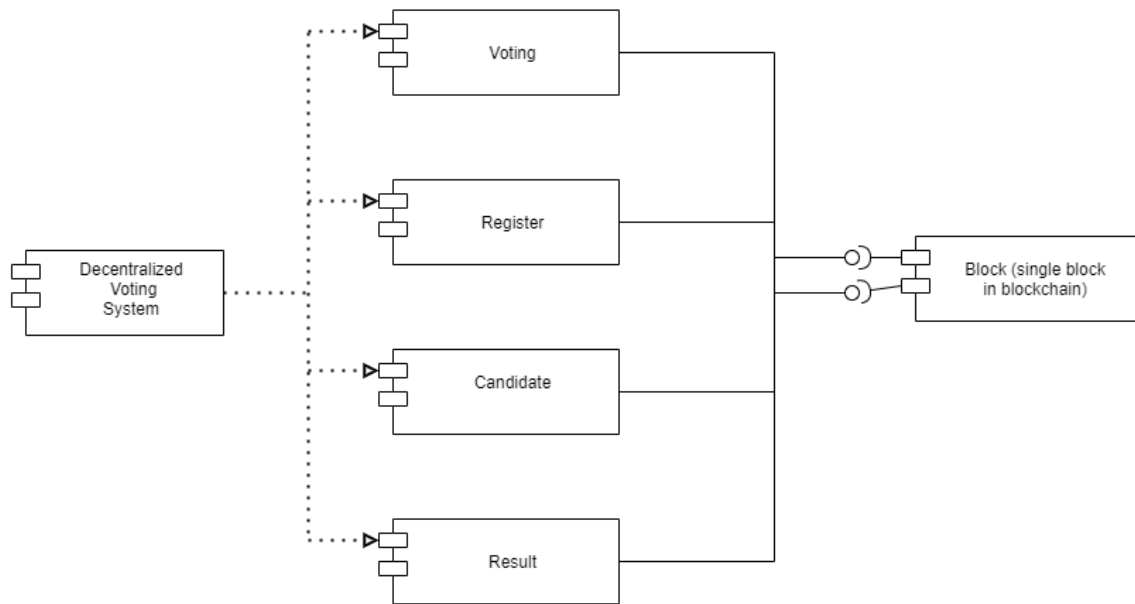 Voting
Register
Decentralized
Voting
System
Block (single block
in blockchain)
Candidate
Result